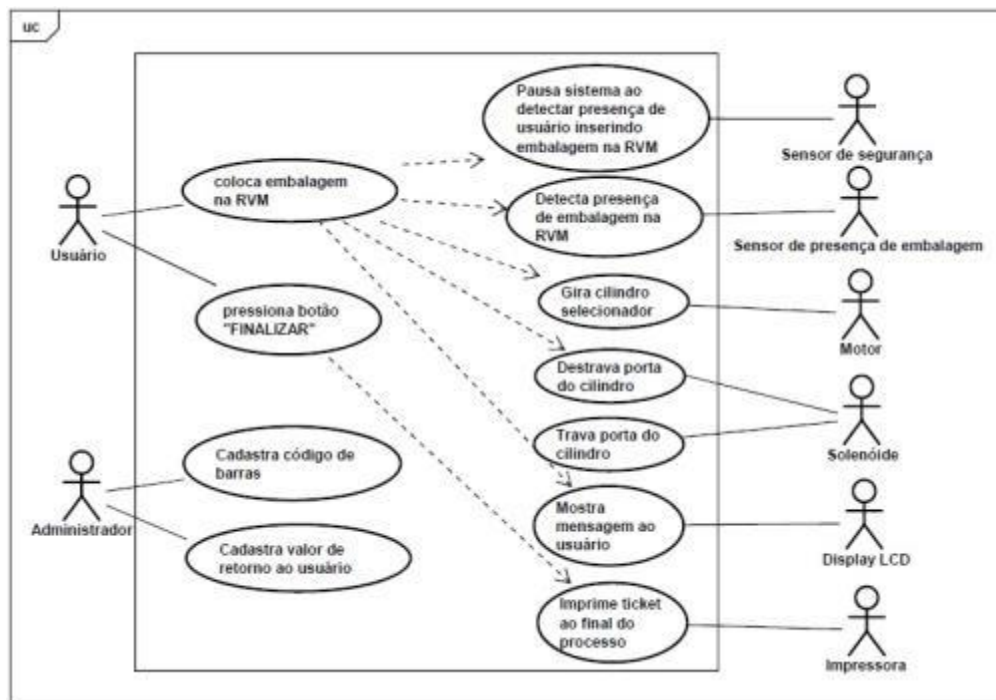 uc
Pausa sistema ao
detectar presença de
usuário inserindo
embalagem na RVM
Sensor de segurança
coloca embalagem
na RVM
Detecta presença
de embalagem na
RVM
Usuário
Sensor de presença de embalagem
Gira cilindro
selecionador
pressiona botão
"FINALIZAR"
Motor
Destrava porta
do cilindro
Trava porta do
cilindro
Solenóide
Cadastra código de
barras
Administrador
Mostra
mensagem ao
usuário
Cadastra valor de
retorno ao usuário
Display LCD
Imprime ticket
ao final do
processo
Impressora